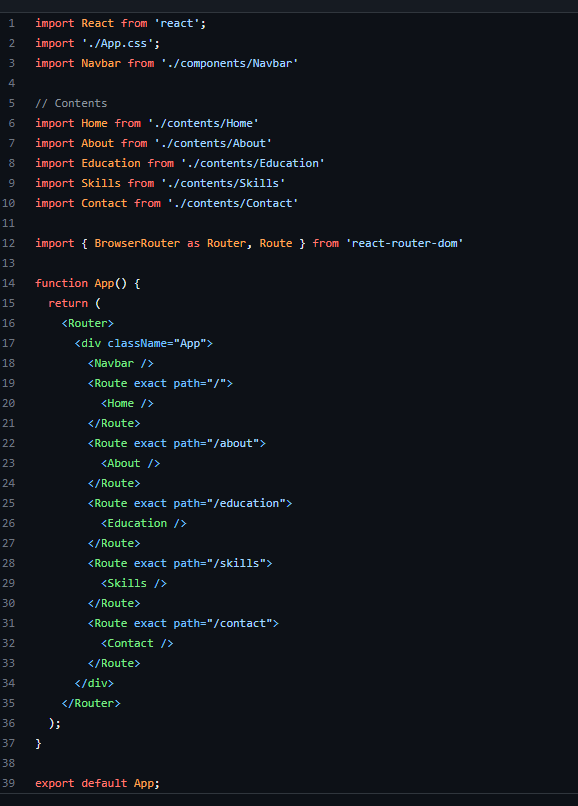 1 import React from 'react';
2 import './App.css';
3 import Navbar from './components/Navbar'
4
5 // Contents
6 import Home from './contents/Home'
7 import About from './contents/About'
8 import Education from './contents/Education'
9 import Skills from './contents/Skills'
10 import Contact from './contents/Contact'
11
12 import { BrowserRouter as Router, Route } from 'react-router-dom'
13
14 function App() {
15   return (
16     <Router>
17       <div className="App">
18         <Navbar />
19         <Route exact path="/">
20           <Home />
21         </Route>
22         <Route exact path="/about">
23           <About />
24         </Route>
25         <Route exact path="/education">
26           <Education />
27         </Route>
28         <Route exact path="/skills">
29           <Skills />
30         </Route>
31         <Route exact path="/contact">
32           <Contact />
33         </Route>
34       </div>
35     </Router>
36   );
37 }
38
39 export default App;